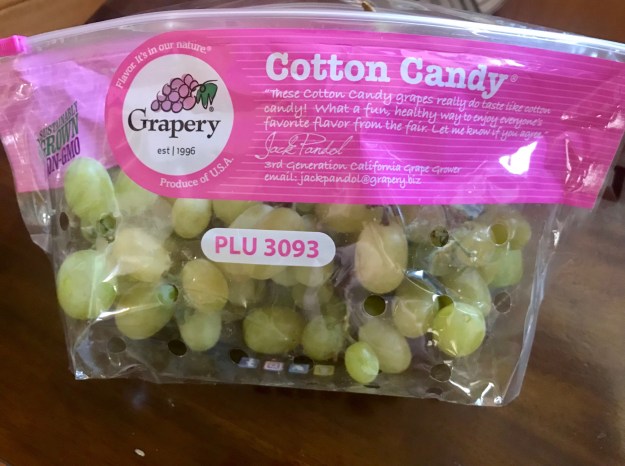 Flavor, it's in our nature.®
Grapery
est | 1996
Produce of U.S.A.
SUSTAINABLY
GROWN
NON-GMO
Cotton Candy®
"These Cotton Candy grapes really do taste like cotton
candy! What a fun, healthy way to enjoy everyone's
favorite flavor from the fair. Let me know if you agree."
Jack Pandol
3rd Generation California Grape Grower
email: jackpandol@grapery.biz
PLU 3093